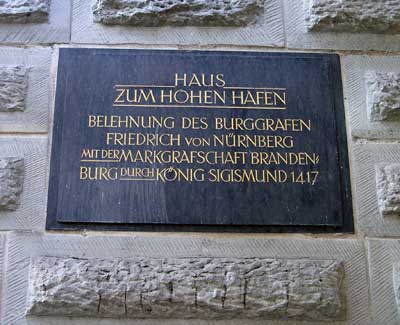 HAUS
ZUM HOHEN HAFEN
BELEHNUNG DES BURGGRAFEN
FRIEDRICH VON NÜRNBERG
MIT DER MARKGRAFSCHAFT BRANDEN=
BURG DURCH KÖNIG SIGISMUND 1417